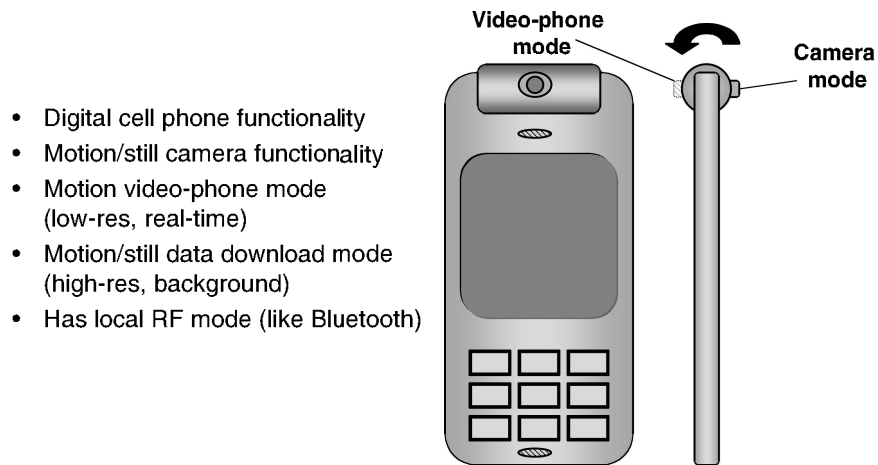 Video-phone
mode
Camera
mode
• Digital cell phone functionality
• Motion/still camera functionality
• Motion video-phone mode
(low-res, real-time)
• Motion/still data download mode
(high-res, background)
• Has local RF mode (like Bluetooth)